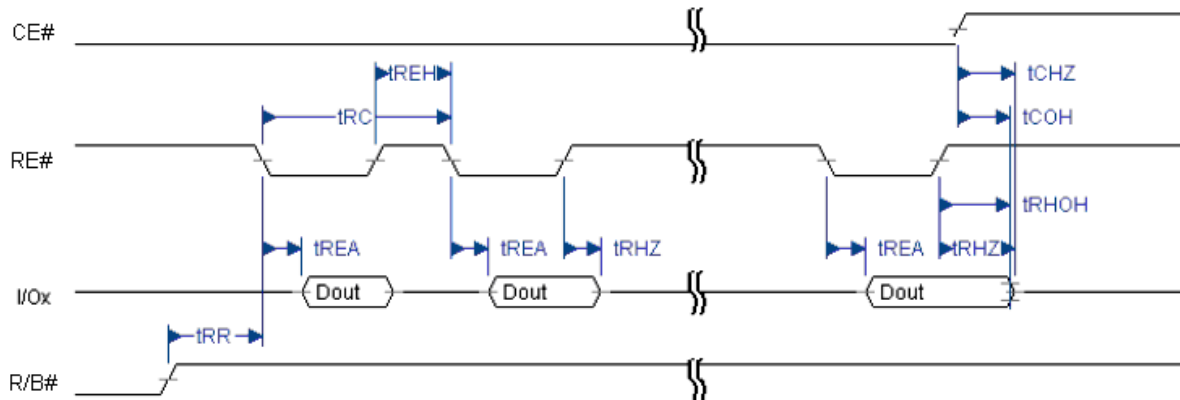 CE#
tREH
tCHZ
tRC
tCOH
RE#
tRHOH
tREA
tREA
tRHZ
tREA
tRHZ
I/Ox
Dout
Dout
Dout
tRR
R/B#